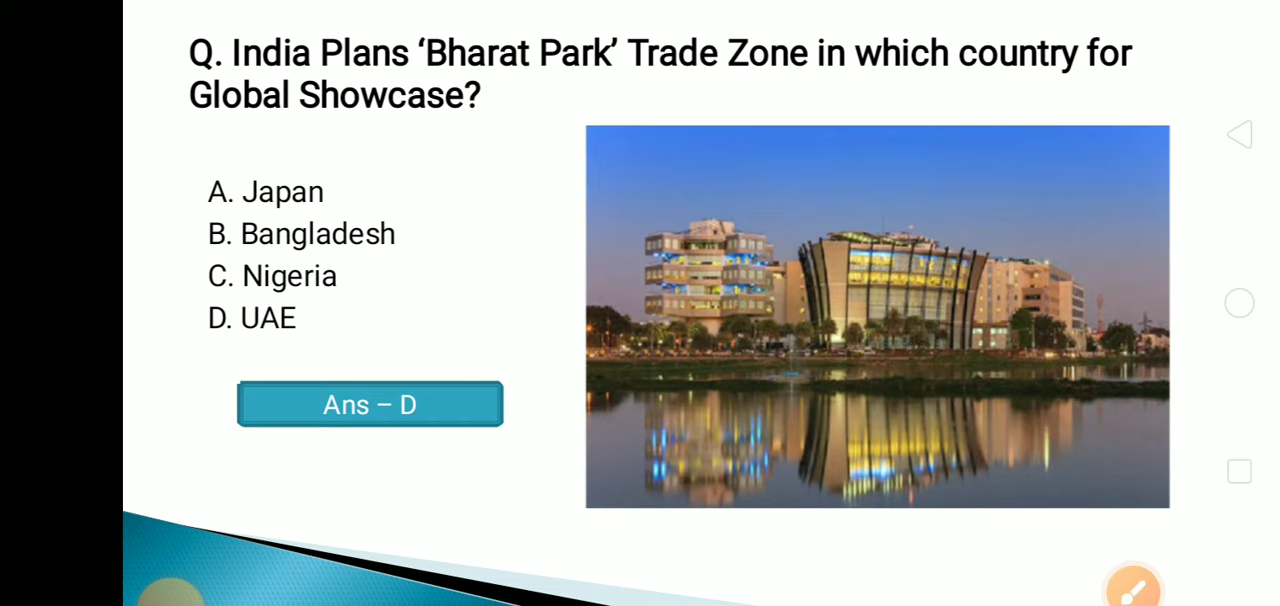 Q. India Plans ‘Bharat Park’ Trade Zone in which country for
Global Showcase?
A. Japan
B. Bangladesh
C. Nigeria
D. UAE
Ans – D